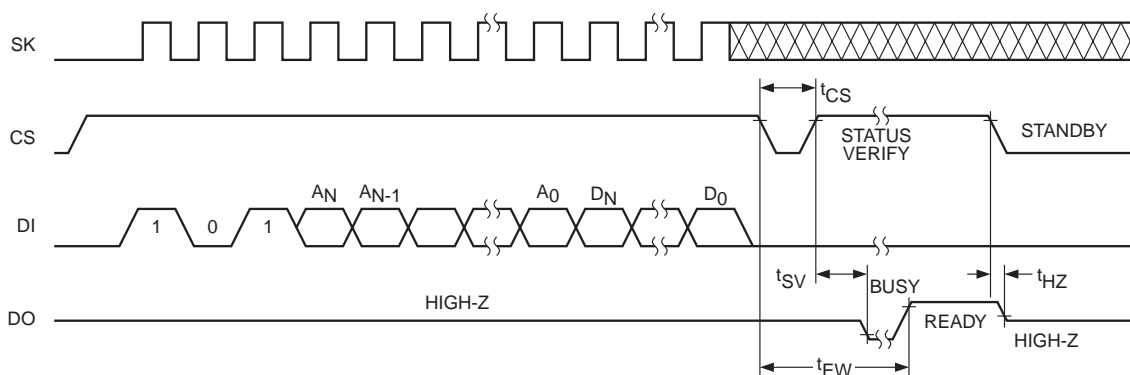 SK
tCS
CS
STATUS
VERIFY
STANDBY
AN
AN-1
A0
DN
D0
DI
1
0
1
tSV
BUSY
tHZ
HIGH-Z
DO
READY
HIGH-Z
tEW